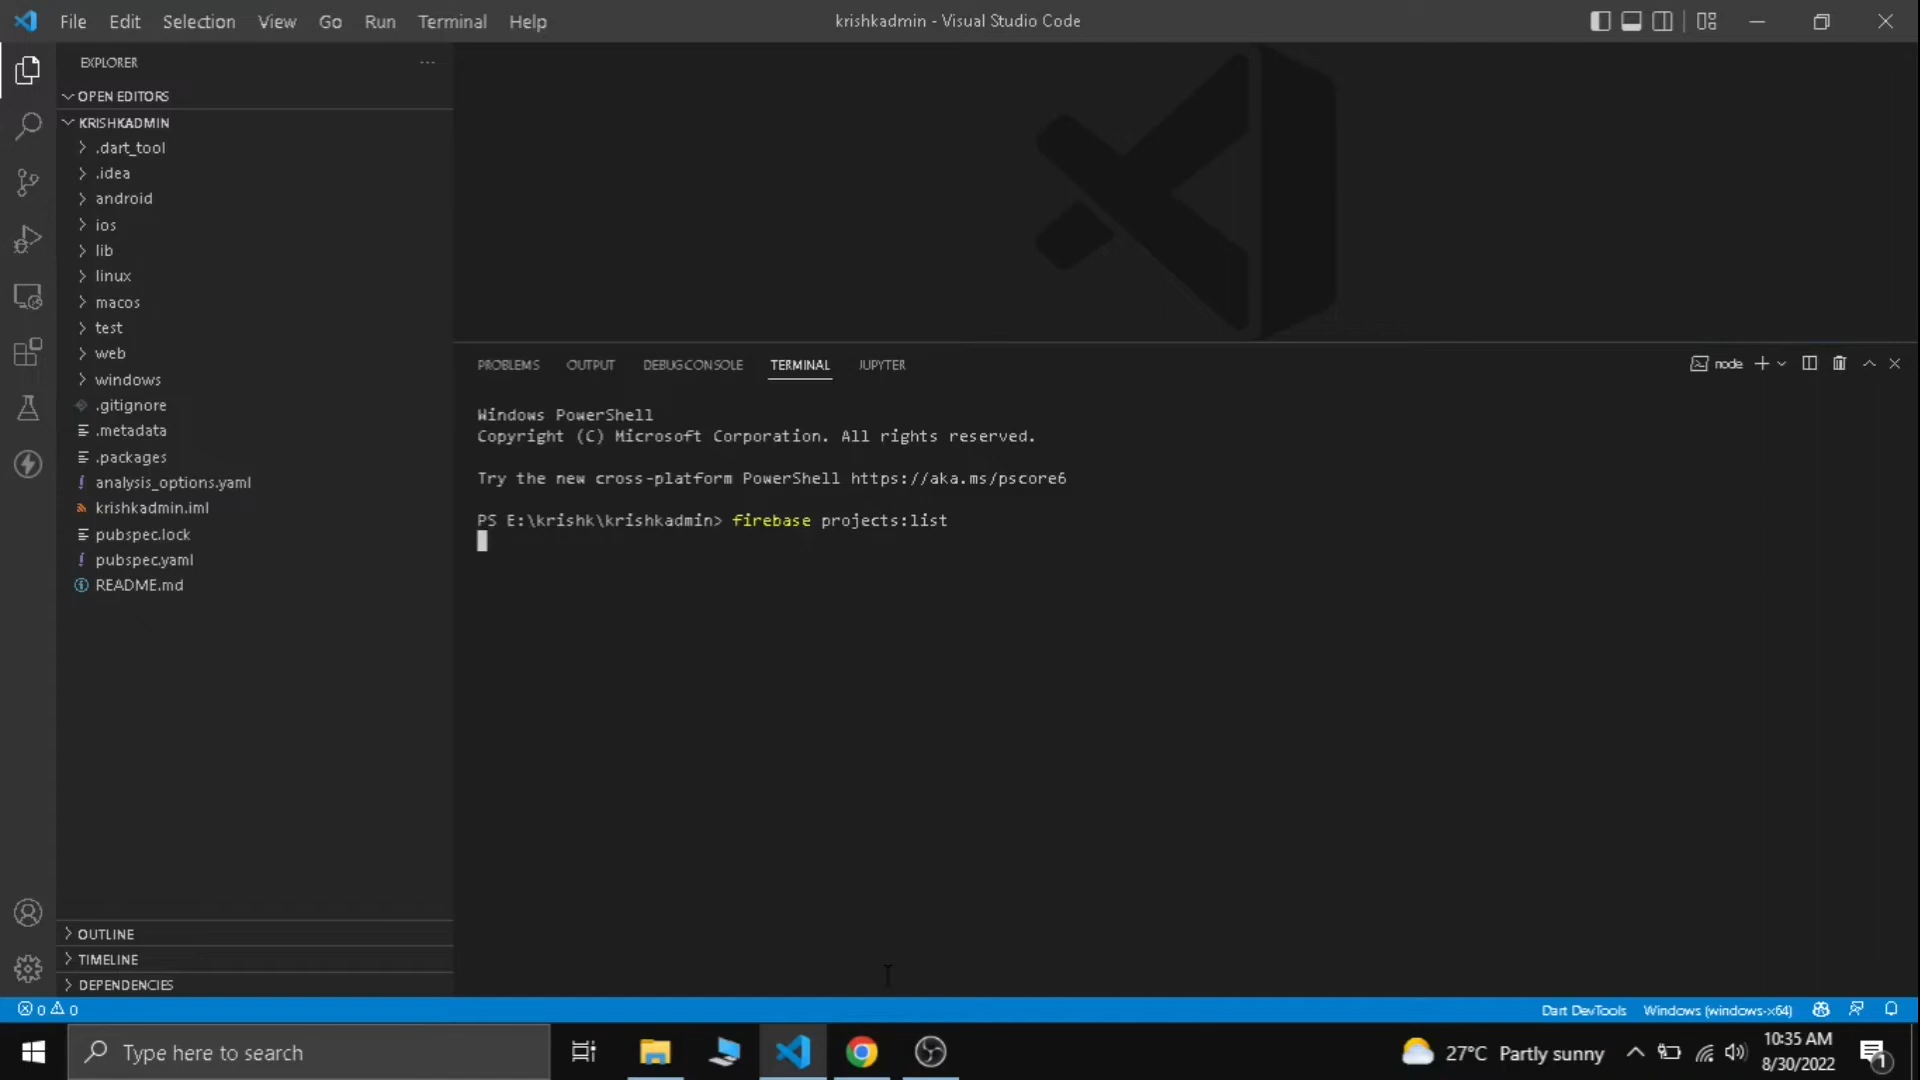 File Edit Selection View Go Run Terminal Help
krishkadmin - Visual Studio Code
EXPLORER
OPEN EDITORS
KRISHKADMIN
.dart_tool
.idea
android
ios
lib
linux
macos
test
web
windows
.gitignore
.metadata
.packages
analysis_options.yaml
krishkadmin.iml
pubspec.lock
pubspec.yaml
README.md
OUTLINE
TIMELINE
DEPENDENCIES
PROBLEMS OUTPUT DEBUG CONSOLE TERMINAL JUPYTER
node
Windows PowerShell
Copyright (C) Microsoft Corporation. All rights reserved.
Try the new cross-platform PowerShell https://aka.ms/pscore6
PS E:\krishk\krishkadmin> firebase projects:list
0 0
Dart DevTools Windows (windows-x64)
Type here to search
27°C Partly sunny
10:35 AM
8/30/2022
1